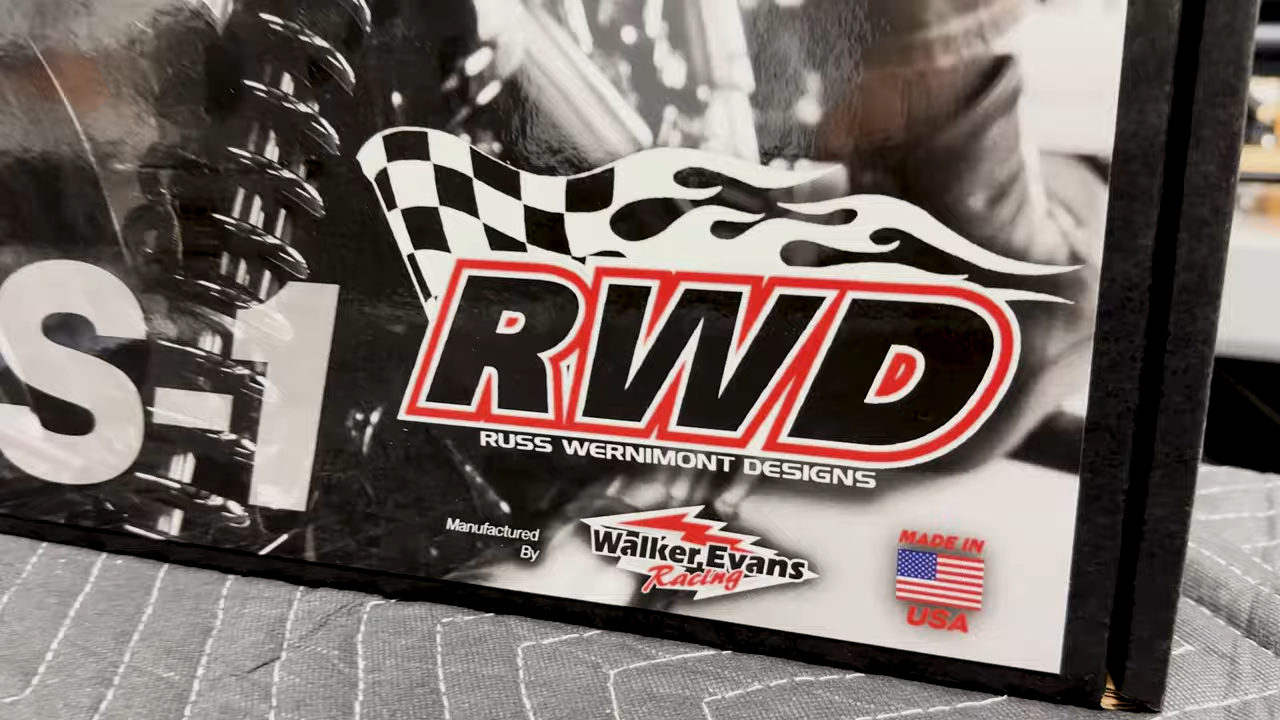 S-1
RWD
RUSS WERNIMONT DESIGNS
Manufactured
By
Walker Evans
Racing
MADE IN
USA